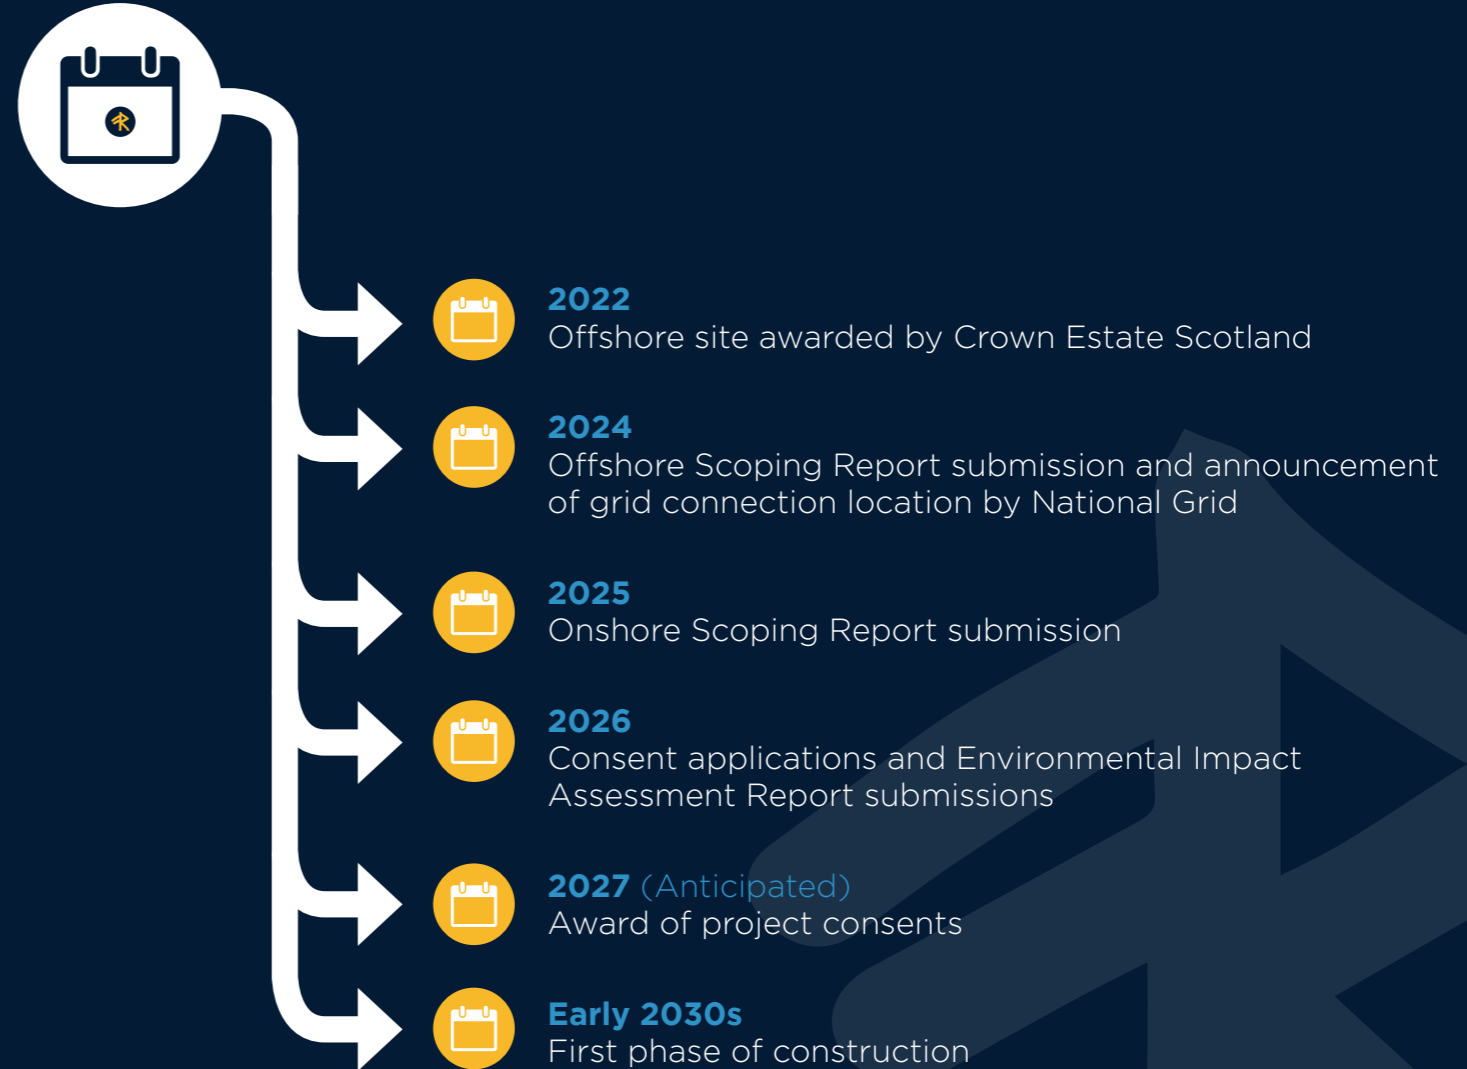 2022
Offshore site awarded by Crown Estate Scotland
2024
Offshore Scoping Report submission and announcement
of grid connection location by National Grid
2025
Onshore Scoping Report submission
2026
Consent applications and Environmental Impact
Assessment Report submissions
2027 (Anticipated)
Award of project consents
Early 2030s
First phase of construction